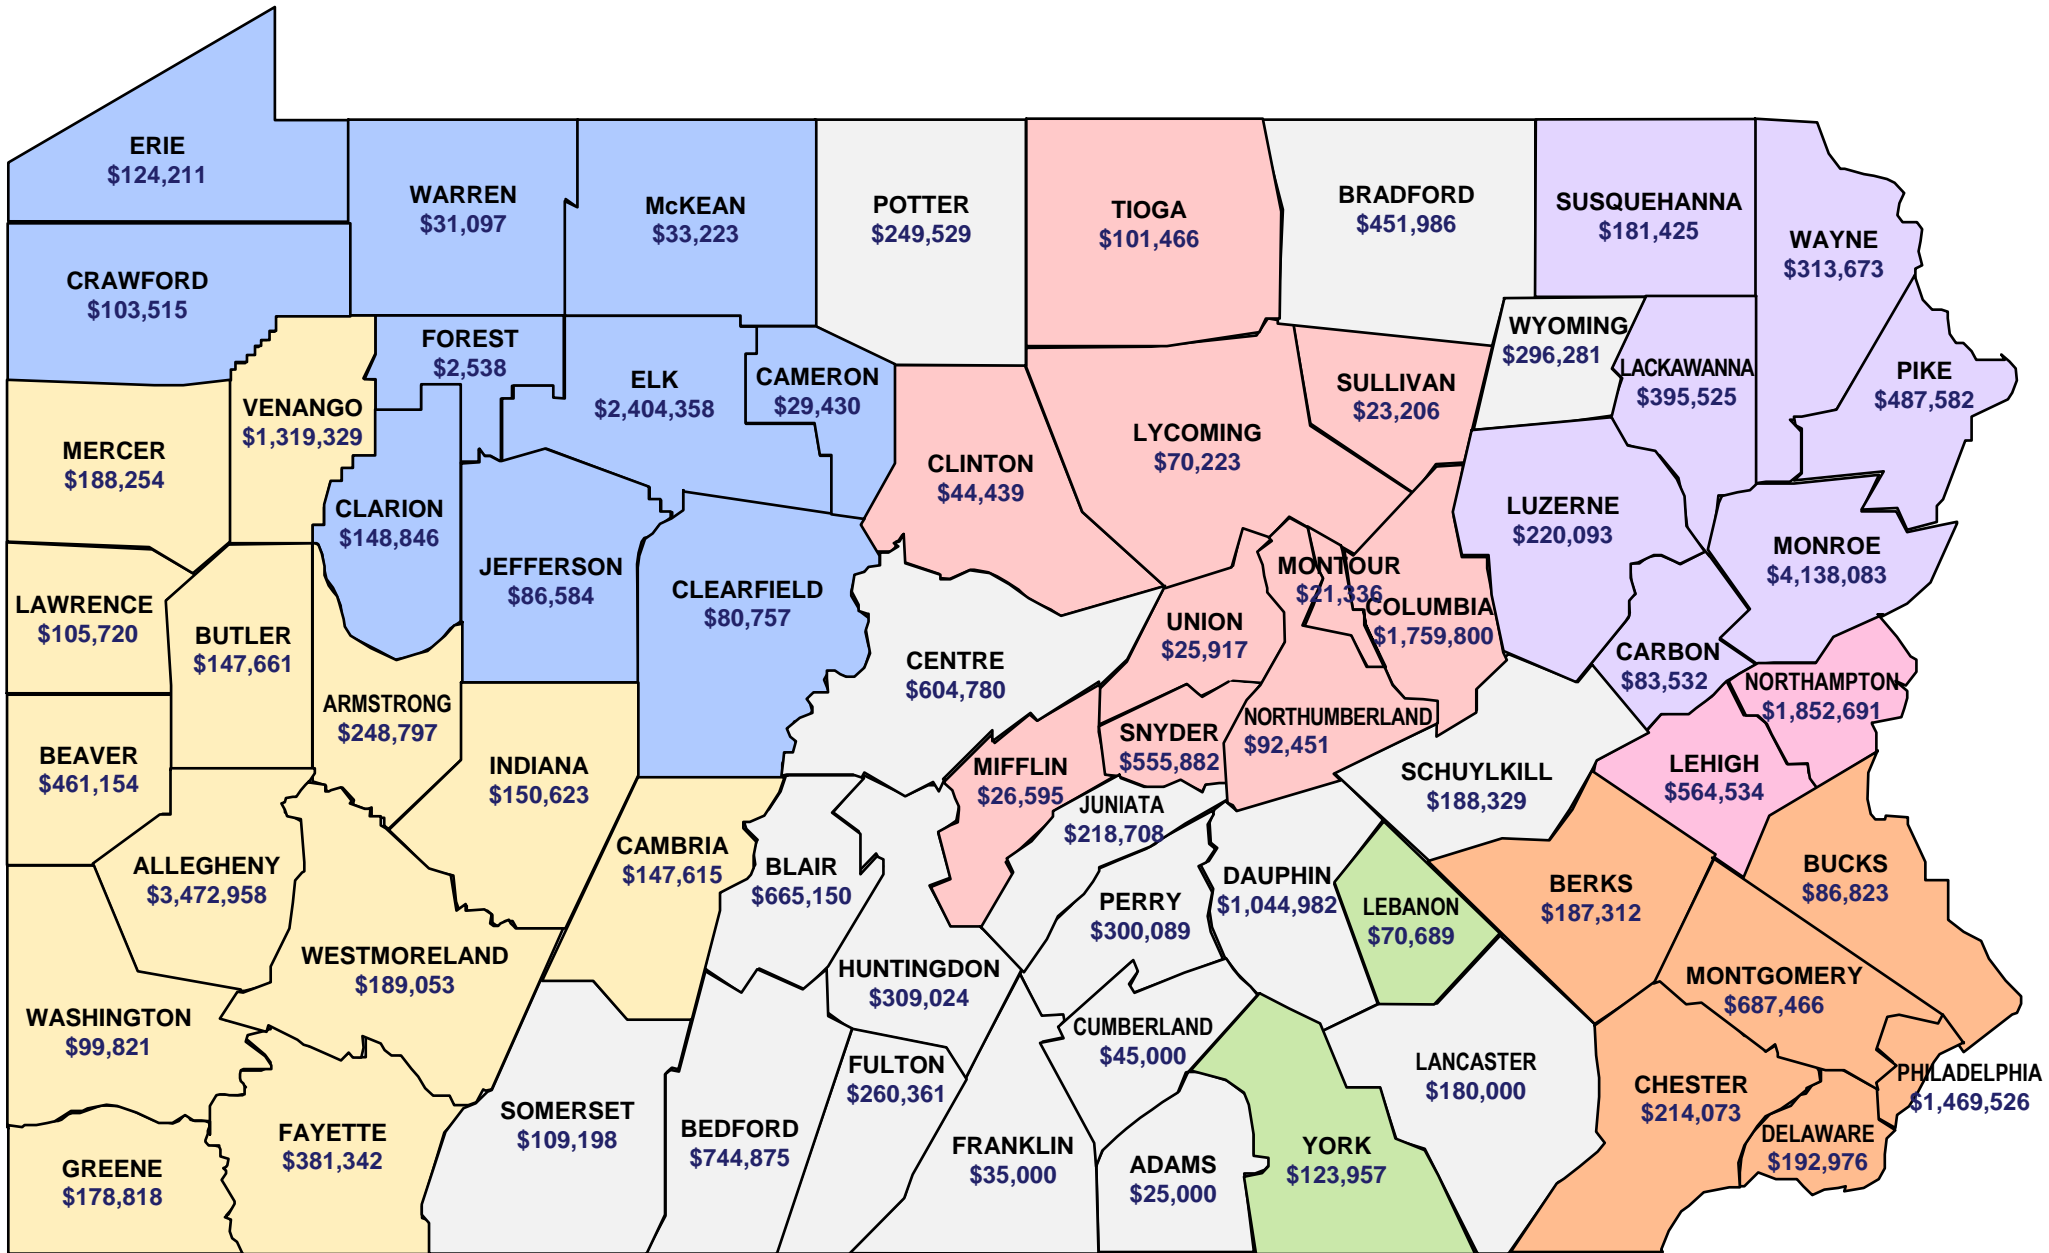 ERIE
$124,211
WARREN
$31,097
McKEAN
$33,223
POTTER
$249,529
TIOGA
$101,466
BRADFORD
$451,986
SUSQUEHANNA
$181,425
WAYNE
$313,673
CRAWFORD
$103,515
FOREST
$2,538
ELK
$2,404,358
CAMERON
$29,430
SULLIVAN
$23,206
WYOMING
$296,281
LACKAWANNA
$395,525
PIKE
$487,582
MERCER
$188,254
VENANGO
$1,319,329
CLARION
$148,846
CLINTON
$44,439
LYCOMING
$70,223
LUZERNE
$220,093
MONROE
$4,138,083
LAWRENCE
$105,720
BUTLER
$147,661
JEFFERSON
$86,584
CLEARFIELD
$80,757
CENTRE
$604,780
UNION
$25,917
MONTOUR
$21,336
COLUMBIA
$1,759,800
CARBON
$83,532
NORTHAMPTON
$1,852,691
ARMSTRONG
$248,797
BEAVER
$461,154
INDIANA
$150,623
MIFFLIN
$26,595
SNYDER
$555,882
NORTHUMBERLAND
$92,451
SCHUYLKILL
$188,329
LEHIGH
$564,534
ALLEGHENY
$3,472,958
CAMBRIA
$147,615
BLAIR
$665,150
JUNIATA
$218,708
PERRY
$300,089
DAUPHIN
$1,044,982
LEBANON
$70,689
BERKS
$187,312
BUCKS
$86,823
WASHINGTON
$99,821
WESTMORELAND
$189,053
HUNTINGDON
$309,024
CUMBERLAND
$45,000
LANCASTER
$180,000
MONTGOMERY
$687,466
PHILADELPHIA
$1,469,526
GREENE
$178,818
FAYETTE
$381,342
SOMERSET
$109,198
BEDFORD
$744,875
FULTON
$260,361
FRANKLIN
$35,000
ADAMS
$25,000
YORK
$123,957
CHESTER
$214,073
DELAWARE
$192,976